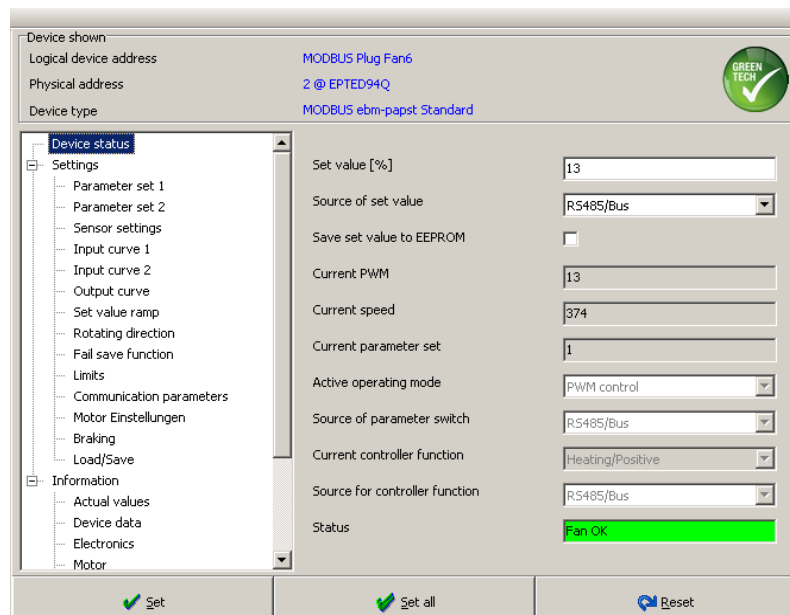 Device shown
Logical device address MODBUS Plug Fan6
Physical address 2 @ EPTED94Q
Device type MODBUS ebm-papst Standard
GREEN
TECH
Device status
Settings
Parameter set 1
Parameter set 2
Sensor settings
Input curve 1
Input curve 2
Output curve
Set value ramp
Rotating direction
Fail save function
Limits
Communication parameters
Motor Einstellungen
Braking
Load/Save
Information
Actual values
Device data
Electronics
Motor
Set value [%] 13
Source of set value RS485/Bus
Save set value to EEPROM
Current PWM 13
Current speed 374
Current parameter set 1
Active operating mode PWM control
Source of parameter switch RS485/Bus
Current controller function Heating/Positive
Source for controller function RS485/Bus
Status Fan OK
Set Set all Reset